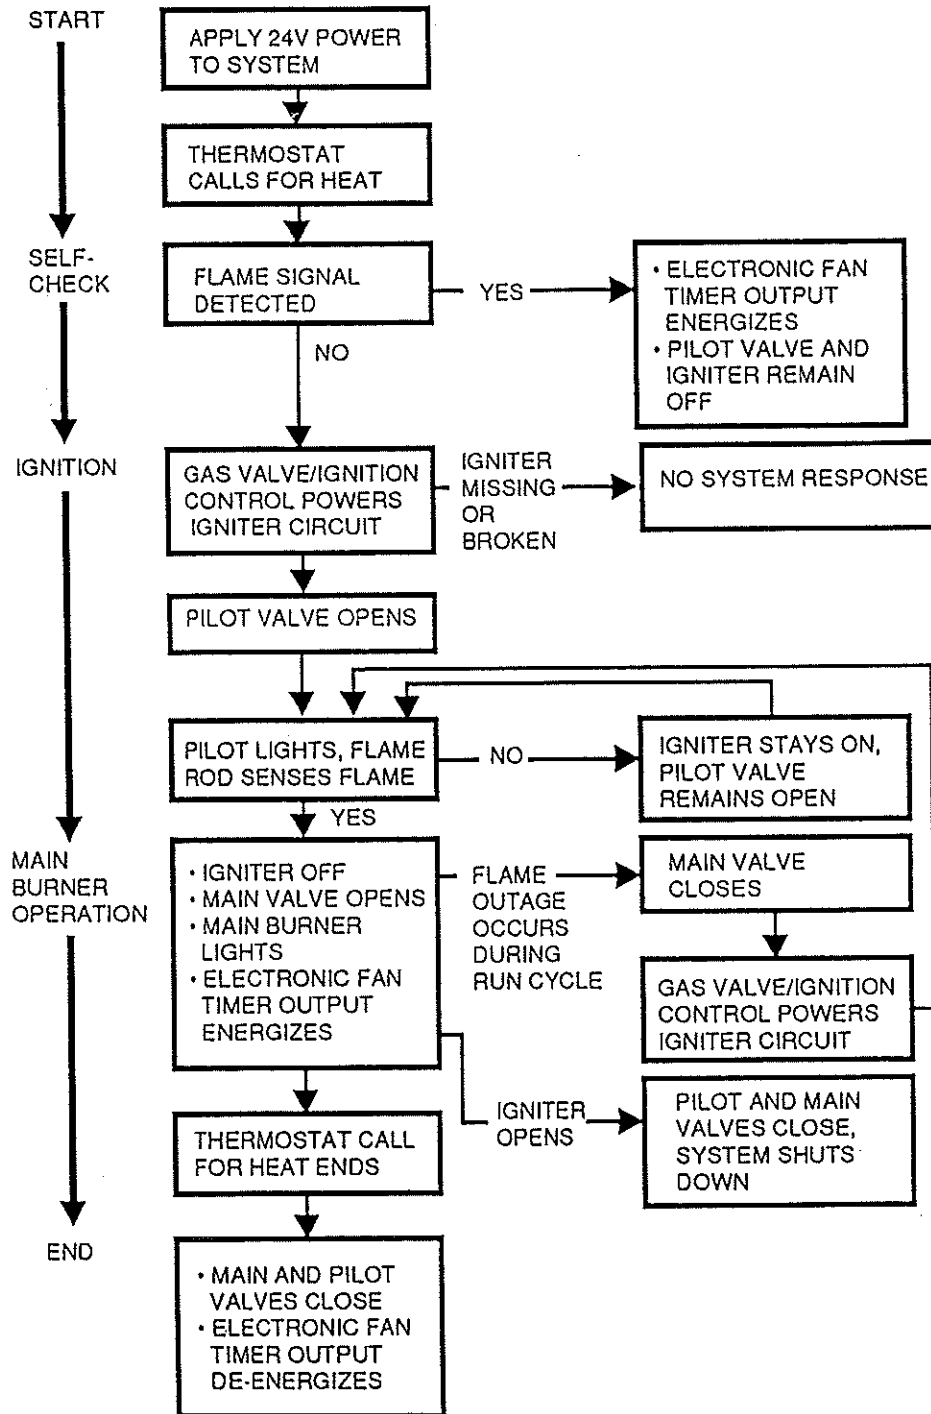 START
APPLY 24V POWER
TO SYSTEM
THERMOSTAT
CALLS FOR HEAT
SELF-
CHECK
FLAME SIGNAL
DETECTED
YES
• ELECTRONIC FAN
TIMER OUTPUT
ENERGIZES
• PILOT VALVE AND
IGNITER REMAIN
OFF
NO
IGNITION
GAS VALVE/IGNITION
CONTROL POWERS
IGNITER CIRCUIT
IGNITER
MISSING
OR
BROKEN
NO SYSTEM RESPONSE
PILOT VALVE OPENS
PILOT LIGHTS, FLAME
ROD SENSES FLAME
NO
IGNITER STAYS ON,
PILOT VALVE
REMAINS OPEN
YES
MAIN
BURNER
OPERATION
• IGNITER OFF
• MAIN VALVE OPENS
• MAIN BURNER
LIGHTS
• ELECTRONIC FAN
TIMER OUTPUT
ENERGIZES
FLAME
OUTAGE
OCCURS
DURING
RUN CYCLE
MAIN VALVE
CLOSES
GAS VALVE/IGNITION
CONTROL POWERS
IGNITER CIRCUIT
IGNITER
OPENS
PILOT AND MAIN
VALVES CLOSE,
SYSTEM SHUTS
DOWN
THERMOSTAT CALL
FOR HEAT ENDS
END
• MAIN AND PILOT
VALVES CLOSE
• ELECTRONIC FAN
TIMER OUTPUT
DE-ENERGIZES